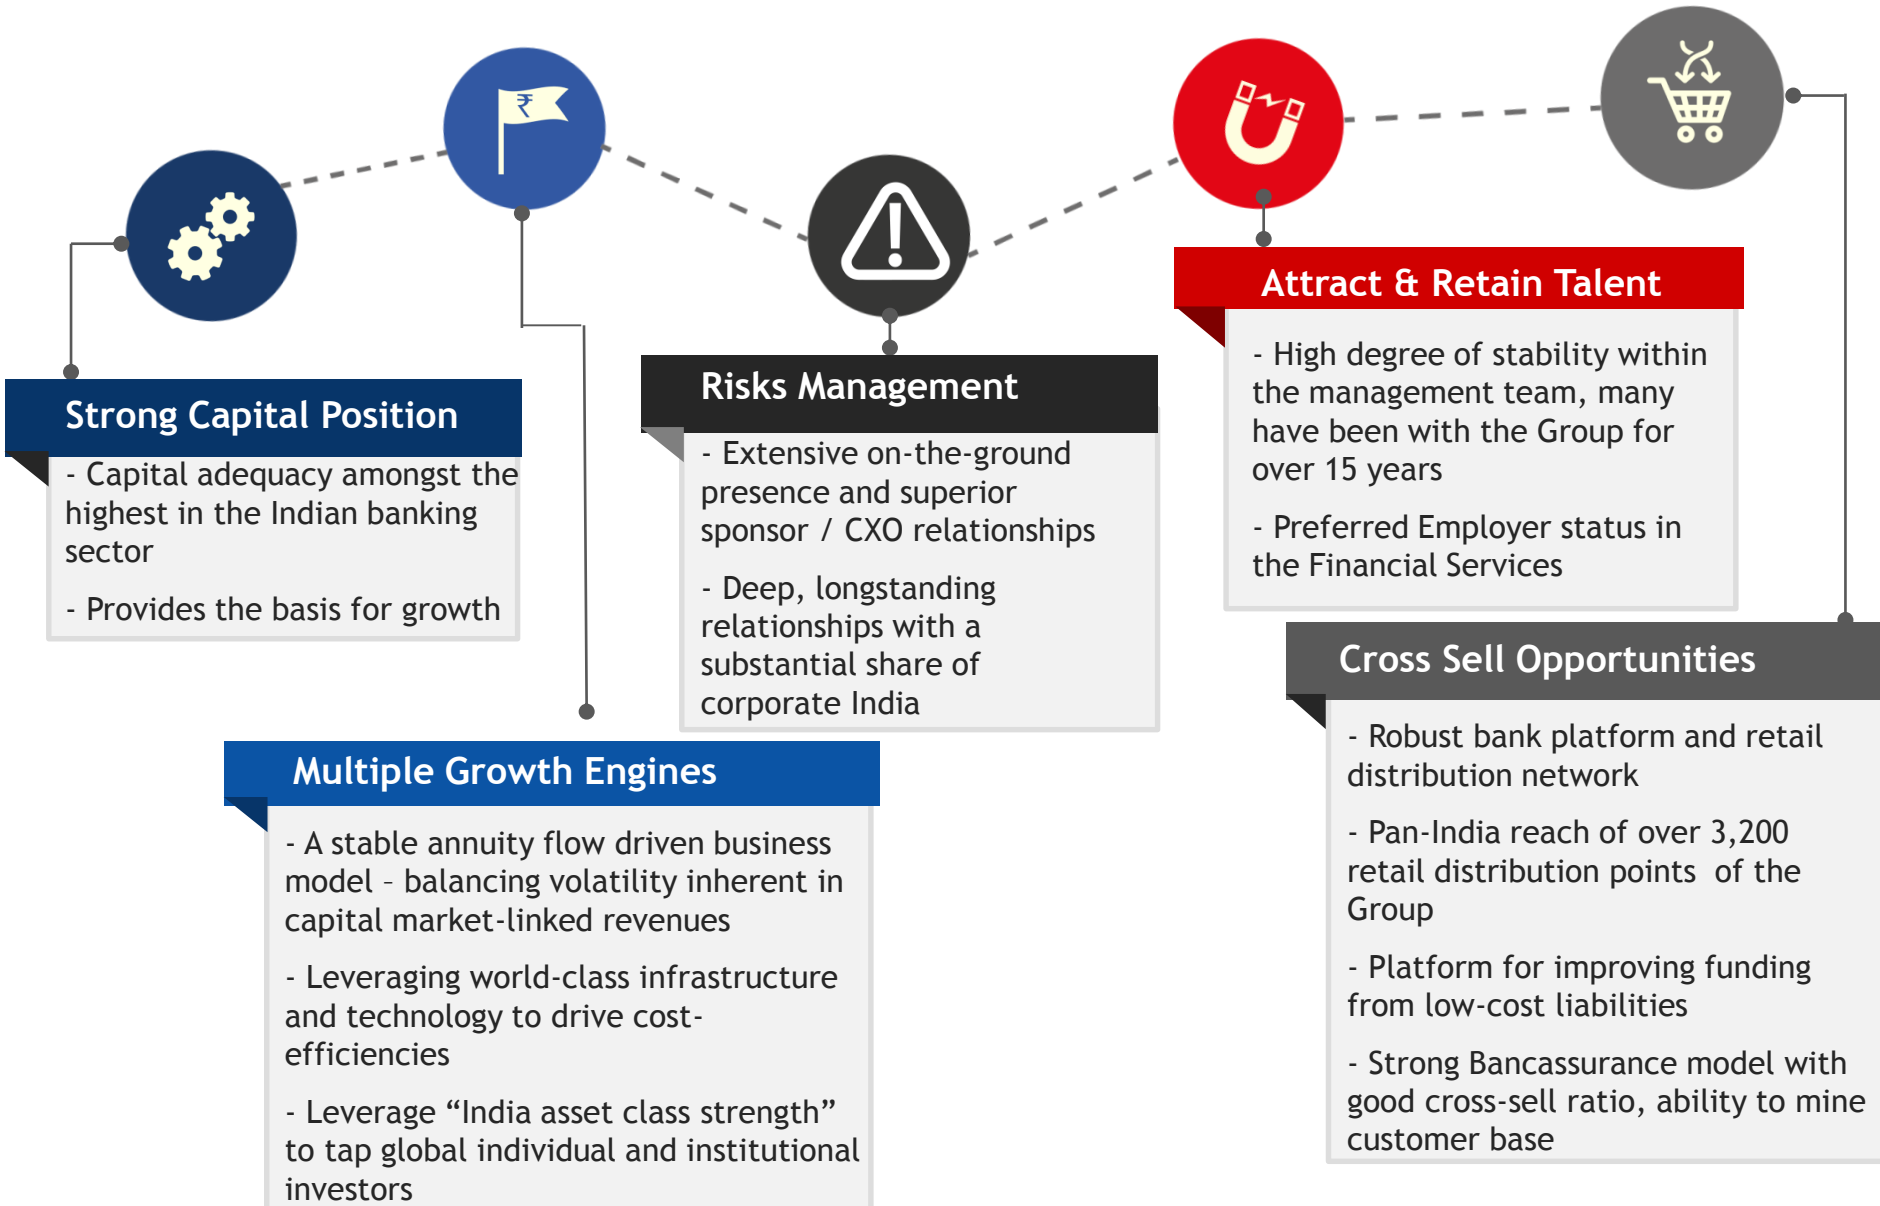 ₹
Strong Capital Position
- Capital adequacy amongst the
highest in the Indian banking
sector
- Provides the basis for growth
Multiple Growth Engines
- A stable annuity flow driven business
model – balancing volatility inherent in
capital market-linked revenues
- Leveraging world-class infrastructure
and technology to drive cost-
efficiencies
- Leverage “India asset class strength”
to tap global individual and institutional
investors
Risks Management
- Extensive on-the-ground
presence and superior
sponsor / CXO relationships
- Deep, longstanding
relationships with a
substantial share of
corporate India
Attract & Retain Talent
- High degree of stability within
the management team, many
have been with the Group for
over 15 years
- Preferred Employer status in
the Financial Services
Cross Sell Opportunities
- Robust bank platform and retail
distribution network
- Pan-India reach of over 3,200
retail distribution points  of the
Group
- Platform for improving funding
from low-cost liabilities
- Strong Bancassurance model with
good cross-sell ratio, ability to mine
customer base